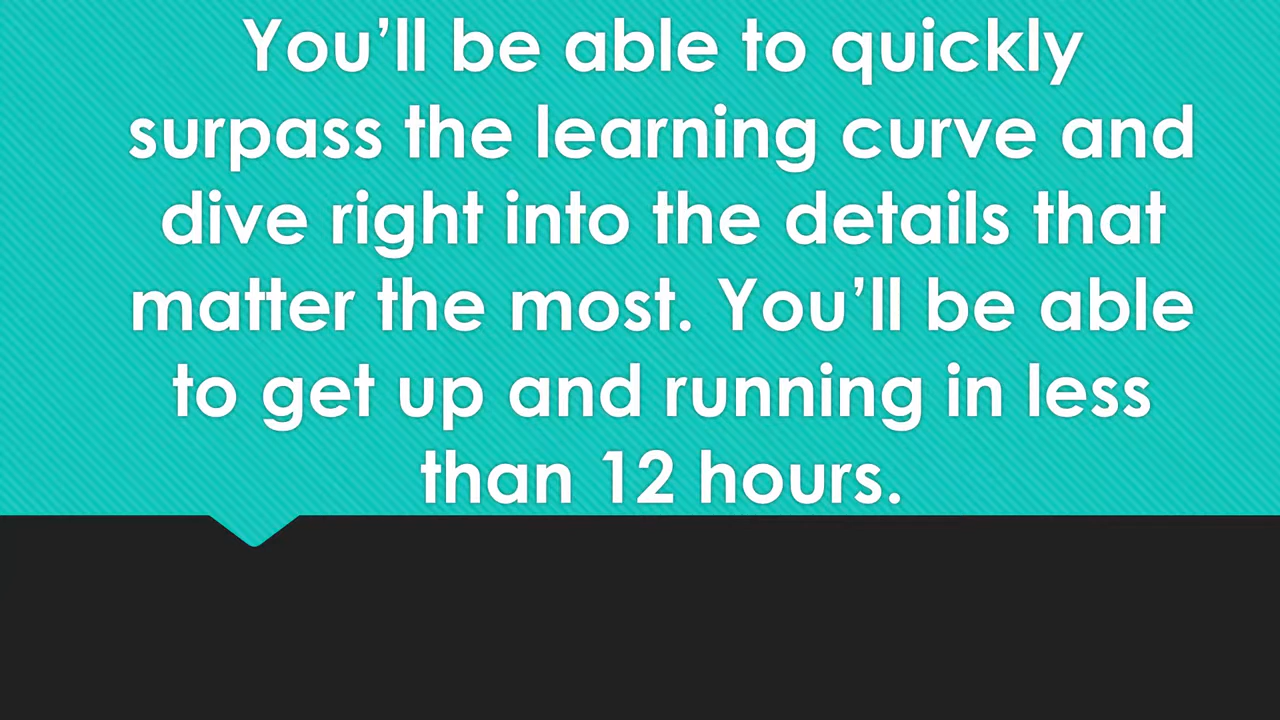 You’ll be able to quickly
surpass the learning curve and
dive right into the details that
matter the most. You’ll be able
to get up and running in less
than 12 hours.